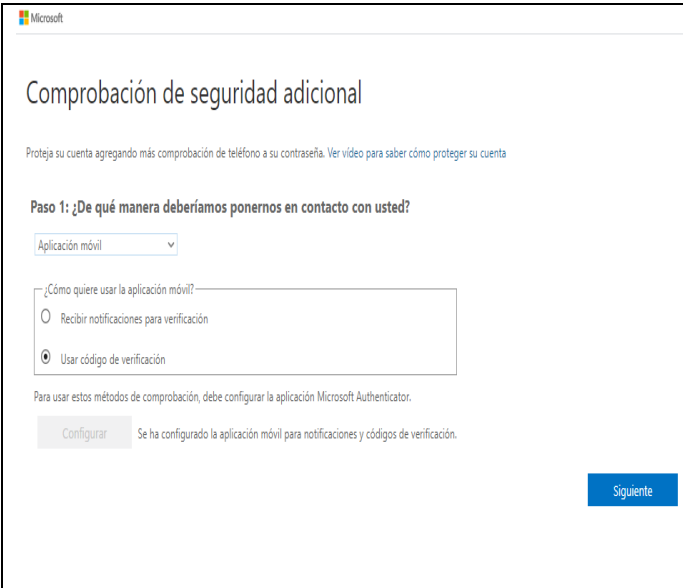 Microsoft
Comprobación de seguridad adicional
Proteja su cuenta agregando más comprobación de teléfono a su contraseña. Ver vídeo para saber cómo proteger su cuenta
Paso 1: ¿De qué manera deberíamos ponernos en contacto con usted?
Aplicación móvil
¿Cómo quiere usar la aplicación móvil?
Recibir notificaciones para verificación
Usar código de verificación
Para usar estos métodos de comprobación, debe configurar la aplicación Microsoft Authenticator.
Configurar Se ha configurado la aplicación móvil para notificaciones y códigos de verificación.
Siguiente